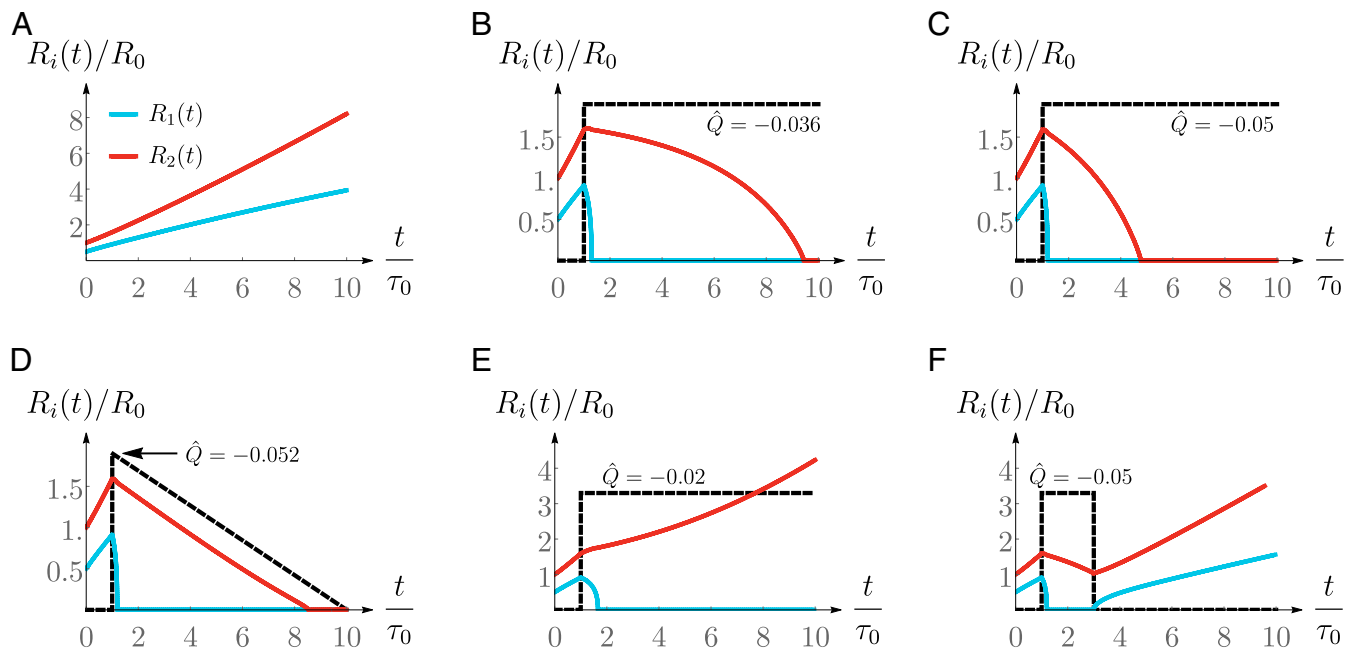 A
R_i(t)/R_0
8
6
4
2
R_1(t)
R_2(t)
0 2 4 6 8 10
t/τ_0
B
R_i(t)/R_0
1.5
1.
0.5
Q̂ = −0.036
0 2 4 6 8 10
t/τ_0
C
R_i(t)/R_0
1.5
1.
0.5
Q̂ = −0.05
0 2 4 6 8 10
t/τ_0
D
R_i(t)/R_0
1.5
1.
0.5
Q̂ = −0.052
0 2 4 6 8 10
t/τ_0
E
R_i(t)/R_0
4
3
2
1
Q̂ = −0.02
0 2 4 6 8 10
t/τ_0
F
R_i(t)/R_0
4
3
2
1
Q̂ = −0.05
0 2 4 6 8 10
t/τ_0